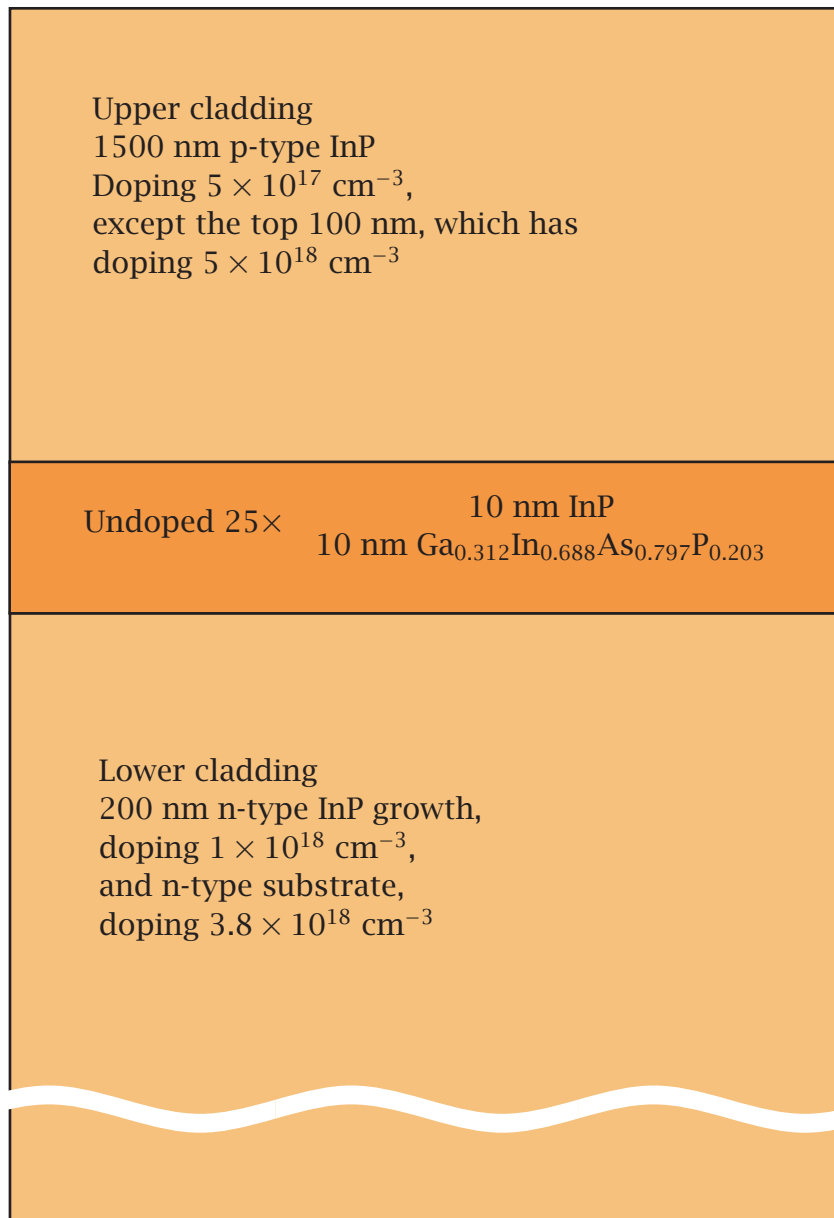 Upper cladding
1500 nm p-type InP
Doping 5 × 10¹⁷ cm⁻³,
except the top 100 nm, which has
doping 5 × 10¹⁸ cm⁻³
Undoped 25×
10 nm InP
10 nm Ga₀.₃₁₂In₀.₆₈₈As₀.₇₉₇P₀.₂₀₃
Lower cladding
200 nm n-type InP growth,
doping 1 × 10¹⁸ cm⁻³,
and n-type substrate,
doping 3.8 × 10¹⁸ cm⁻³